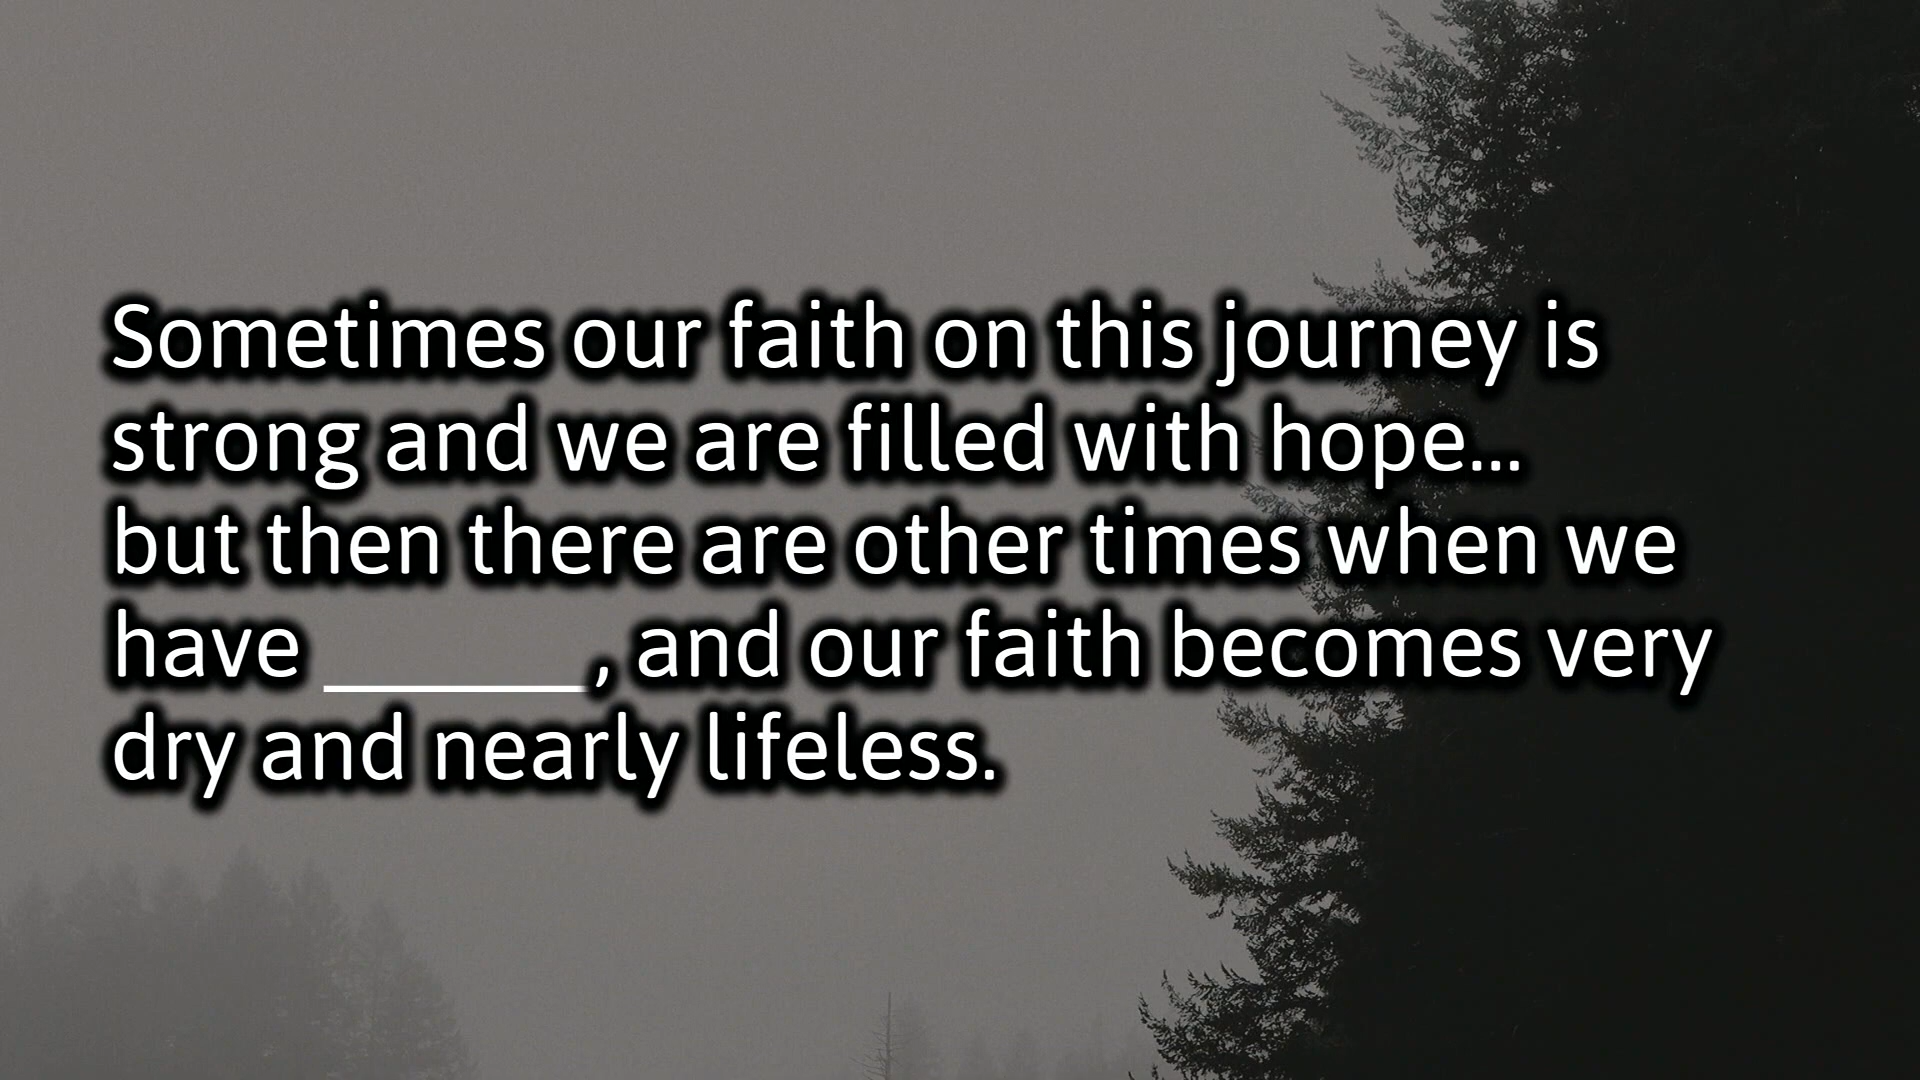 Sometimes our faith on this journey is
strong and we are filled with hope...
but then there are other times when we
have ______, and our faith becomes very
dry and nearly lifeless.